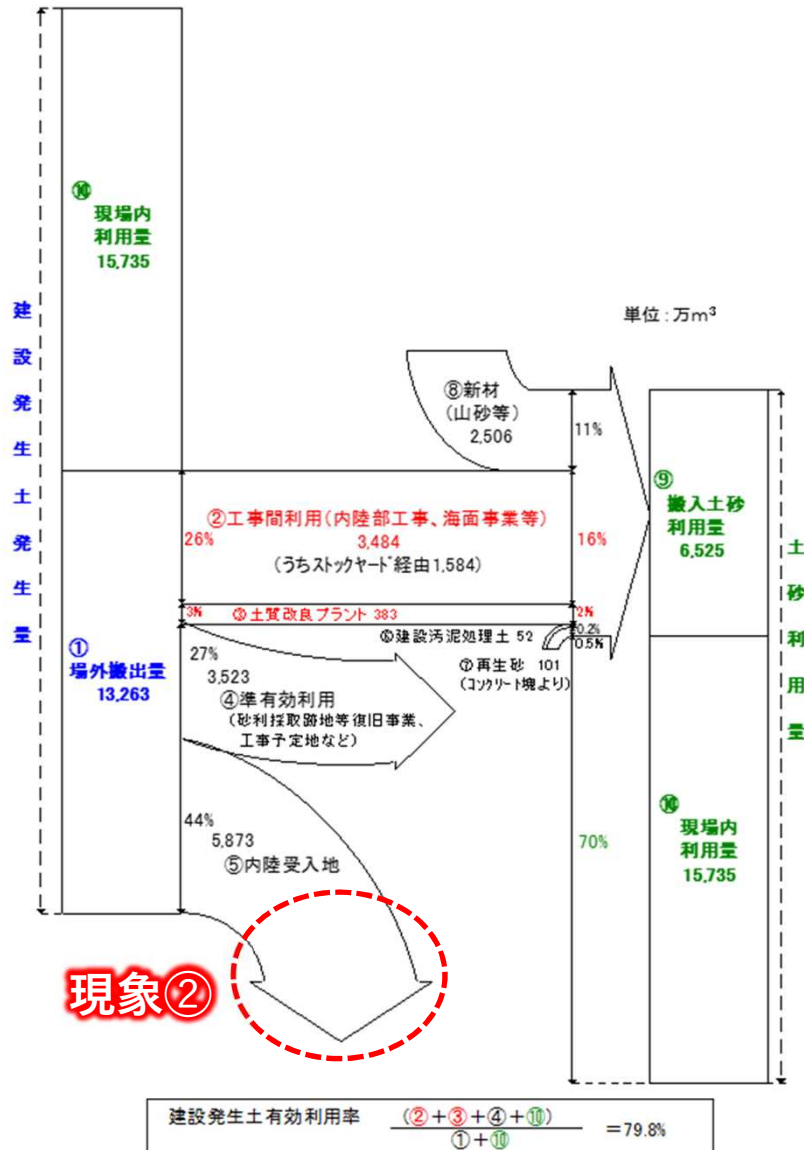 ⑩
現場内
利用量
15,735
建設発生土発生量
単位：万m³
⑧新材
(山砂等)
2,506
11%
⑨
搬入土砂
利用量
6,525
②工事間利用(内陸部工事、海面事業等)
26%
3,484
16%
(うちストックヤード経由1,584)
土砂利用量
3%
③土質改良プラント 383
2%
⑥建設汚泥処理土 52
0.2%
0.5%
①
場外搬出量
13,263
27%
3,523
⑦再生砂 101
(コンクリート塊より)
④準有効利用
(砂利採取跡地等復旧事業、
工事予定地など)
⑩
現場内
利用量
15,735
44%
5,873
70%
⑤内陸受入地
現象②
建設発生土有効利用率
(②+③+④+⑩)
①+⑩
=79.8%